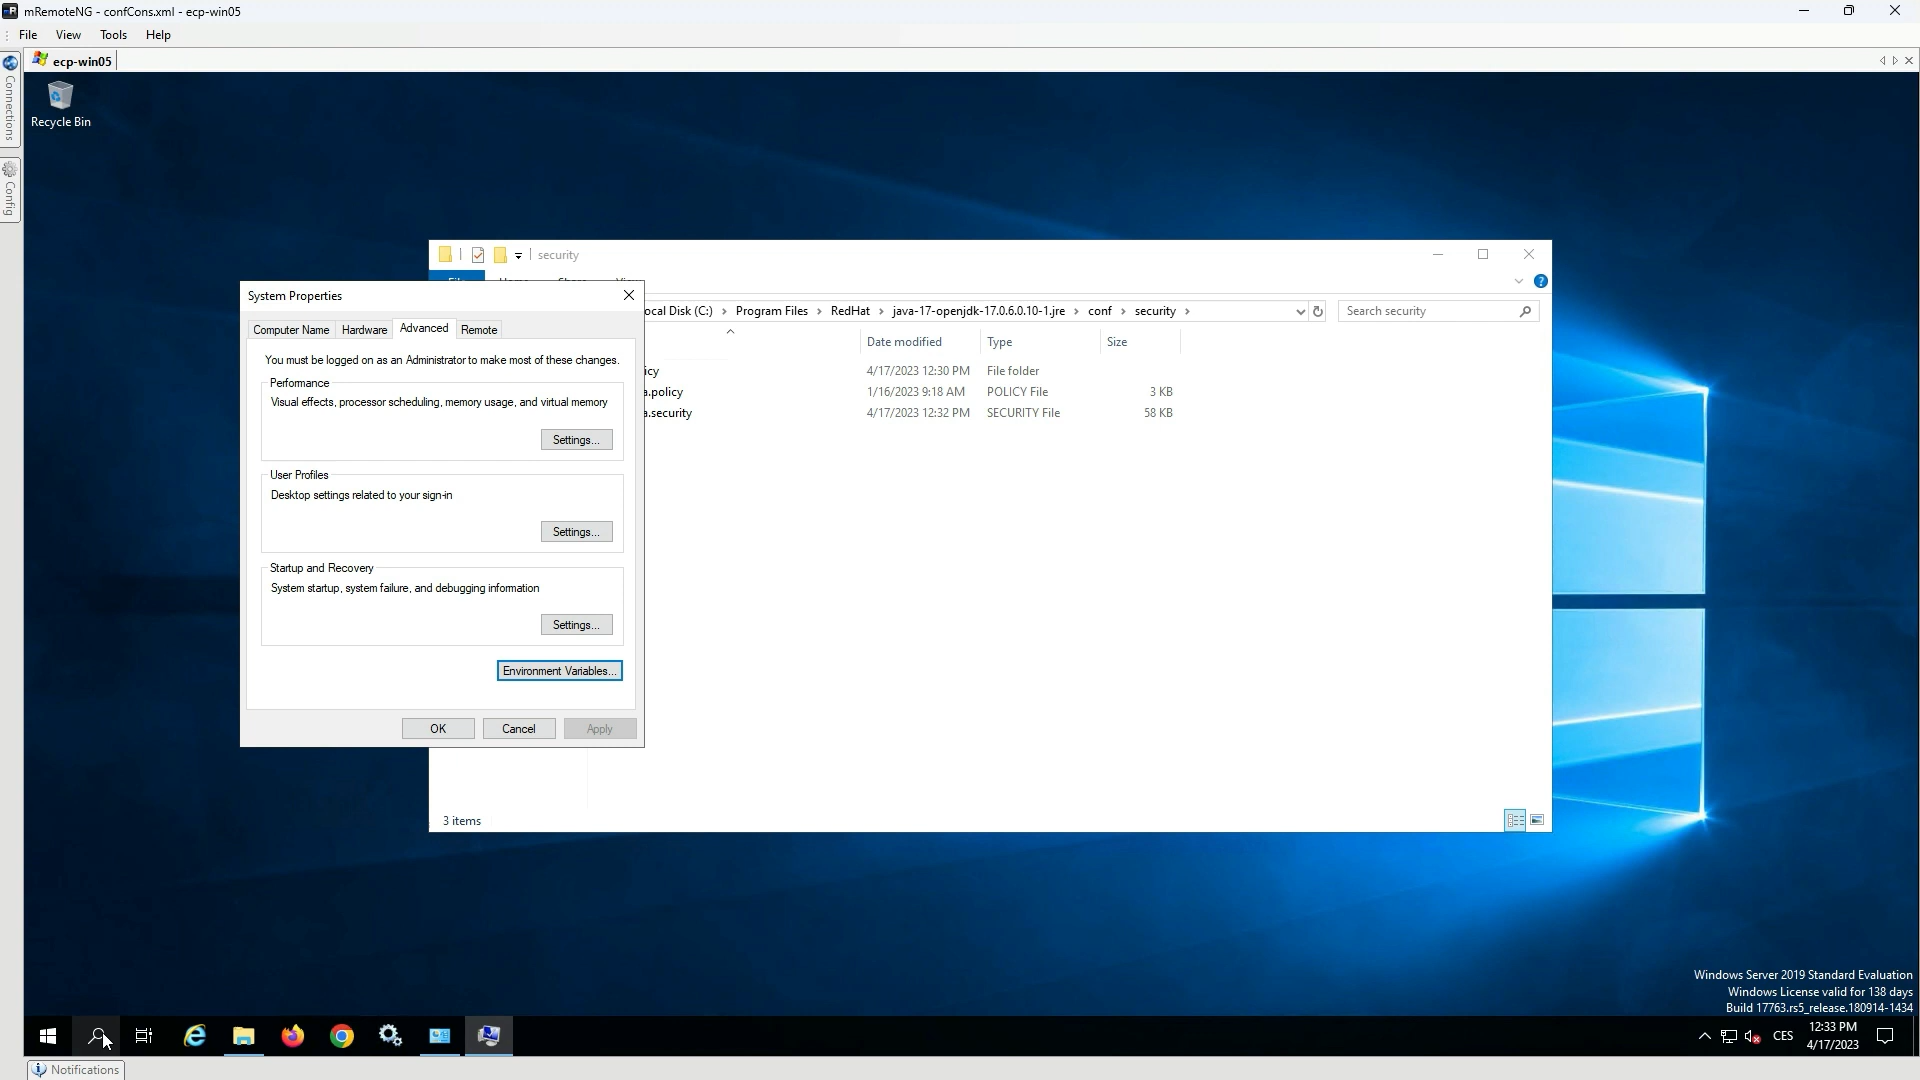 mRemoteNG - confCons.xml - ecp-win05
File View Tools Help
ecp-win05
Connections
Config
Recycle Bin
security
System Properties
Computer Name Hardware Advanced Remote
You must be logged on as an Administrator to make most of these changes.
Performance
Visual effects, processor scheduling, memory usage, and virtual memory
Settings...
User Profiles
Desktop settings related to your sign-in
Settings...
Startup and Recovery
System startup, system failure, and debugging information
Settings...
Environment Variables...
OK Cancel Apply
ocal Disk (C:) Program Files RedHat java-17-openjdk-17.0.6.0.10-1.jre conf security
Search security
Date modified Type Size
icy 4/17/2023 12:30 PM File folder
a.policy 1/16/2023 9:18 AM POLICY File 3 KB
a.security 4/17/2023 12:32 PM SECURITY File 58 KB
3 items
Windows Server 2019 Standard Evaluation
Windows License valid for 138 days
Build 17763.rs5_release.180914-1434
CES
12:33 PM
4/17/2023
Notifications